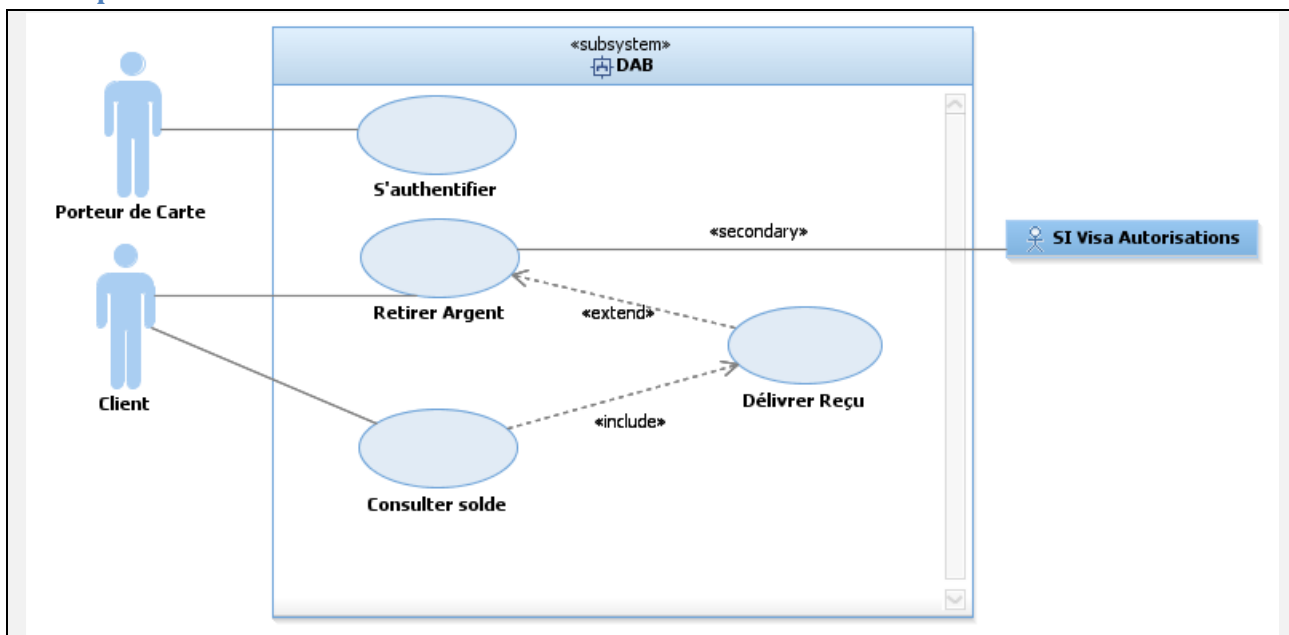 «subsystem»
DAB
S'authentifier
Porteur de Carte
«secondary»
SI Visa Autorisations
Retirer Argent
«extend»
Client
Délivrer Reçu
«include»
Consulter solde